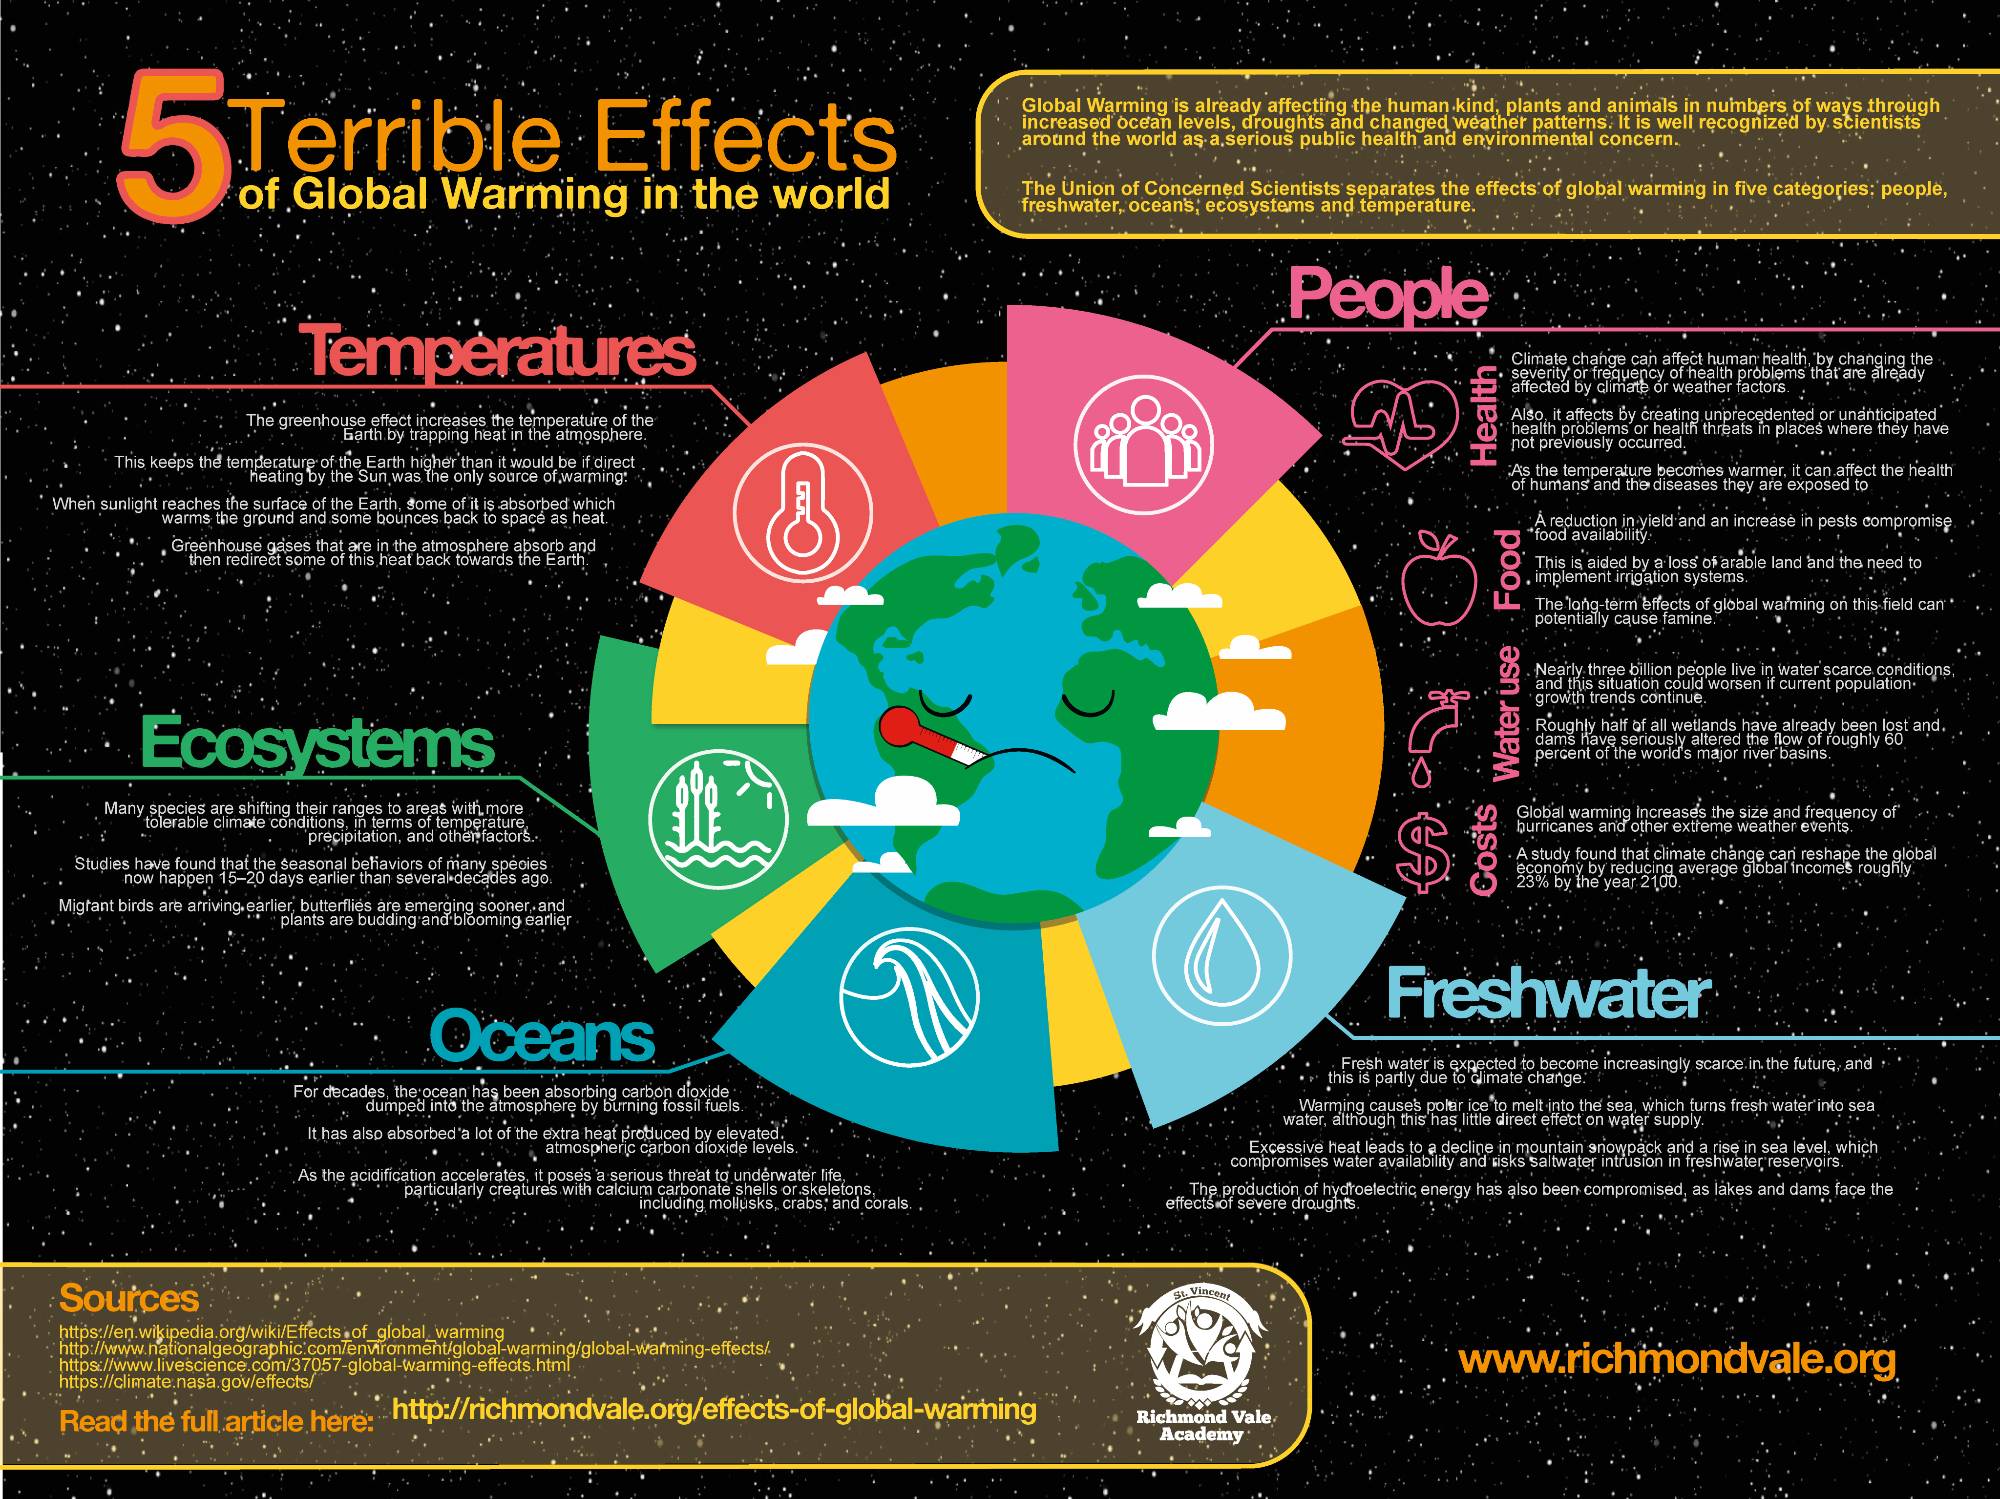 5 Terrible Effects
of Global Warming in the world
Global Warming is already affecting the human kind, plants and animals in numbers of ways through
increased ocean levels, droughts and changed weather patterns. It is well recognized by scientists
around the world as a serious public health and environmental concern.
The Union of Concerned Scientists separates the effects of global warming in five categories: people,
freshwater, oceans, ecosystems and temperature.
People
Health
Climate change can affect human health, by changing the
severity or frequency of health problems that are already
affected by climate or weather factors.
Also, it affects by creating unprecedented or unanticipated
health problems or health threats in places where they have
not previously occurred.
As the temperature becomes warmer, it can affect the health
of humans and the diseases they are exposed to
Food
A reduction in yield and an increase in pests compromise
food availability.
This is aided by a loss of arable land and the need to
implement irrigation systems.
The long-term effects of global warming on this field can
potentially cause famine.
Water use
Nearly three billion people live in water scarce conditions,
and this situation could worsen if current population
growth trends continue.
Roughly half of all wetlands have already been lost and
dams have seriously altered the flow of roughly 60
percent of the world's major river basins.
Costs
Global warming increases the size and frequency of
hurricanes and other extreme weather events.
A study found that climate change can reshape the global
economy by reducing average global incomes roughly
23% by the year 2100.
Temperatures
The greenhouse effect increases the temperature of the
Earth by trapping heat in the atmosphere.
This keeps the temperature of the Earth higher than it would be if direct
heating by the Sun was the only source of warming.
When sunlight reaches the surface of the Earth, some of it is absorbed which
warms the ground and some bounces back to space as heat.
Greenhouse gases that are in the atmosphere absorb and
then redirect some of this heat back towards the Earth.
Ecosystems
Many species are shifting their ranges to areas with more
tolerable climate conditions, in terms of temperature,
precipitation, and other factors.
Studies have found that the seasonal behaviors of many species
now happen 15–20 days earlier than several decades ago.
Migrant birds are arriving earlier, butterflies are emerging sooner, and
plants are budding and blooming earlier
Oceans
For decades, the ocean has been absorbing carbon dioxide
dumped into the atmosphere by burning fossil fuels.
It has also absorbed a lot of the extra heat produced by elevated
atmospheric carbon dioxide levels.
As the acidification accelerates, it poses a serious threat to underwater life,
particularly creatures with calcium carbonate shells or skeletons,
including mollusks, crabs, and corals.
Freshwater
Fresh water is expected to become increasingly scarce in the future, and
this is partly due to climate change.
Warming causes polar ice to melt into the sea, which turns fresh water into sea
water, although this has little direct effect on water supply.
Excessive heat leads to a decline in mountain snowpack and a rise in sea level, which
compromises water availability and risks saltwater intrusion in freshwater reservoirs.
The production of hydroelectric energy has also been compromised, as lakes and dams face the
effects of severe droughts.
Sources
https://en.wikipedia.org/wiki/Effects_of_global_warming
http://www.nationalgeographic.com/environment/global-warming/global-warming-effects/
https://www.livescience.com/37057-global-warming-effects.html
https://climate.nasa.gov/effects/
Read the full article here: http://richmondvale.org/effects-of-global-warming
St. Vincent
Richmond Vale
Academy
www.richmondvale.org